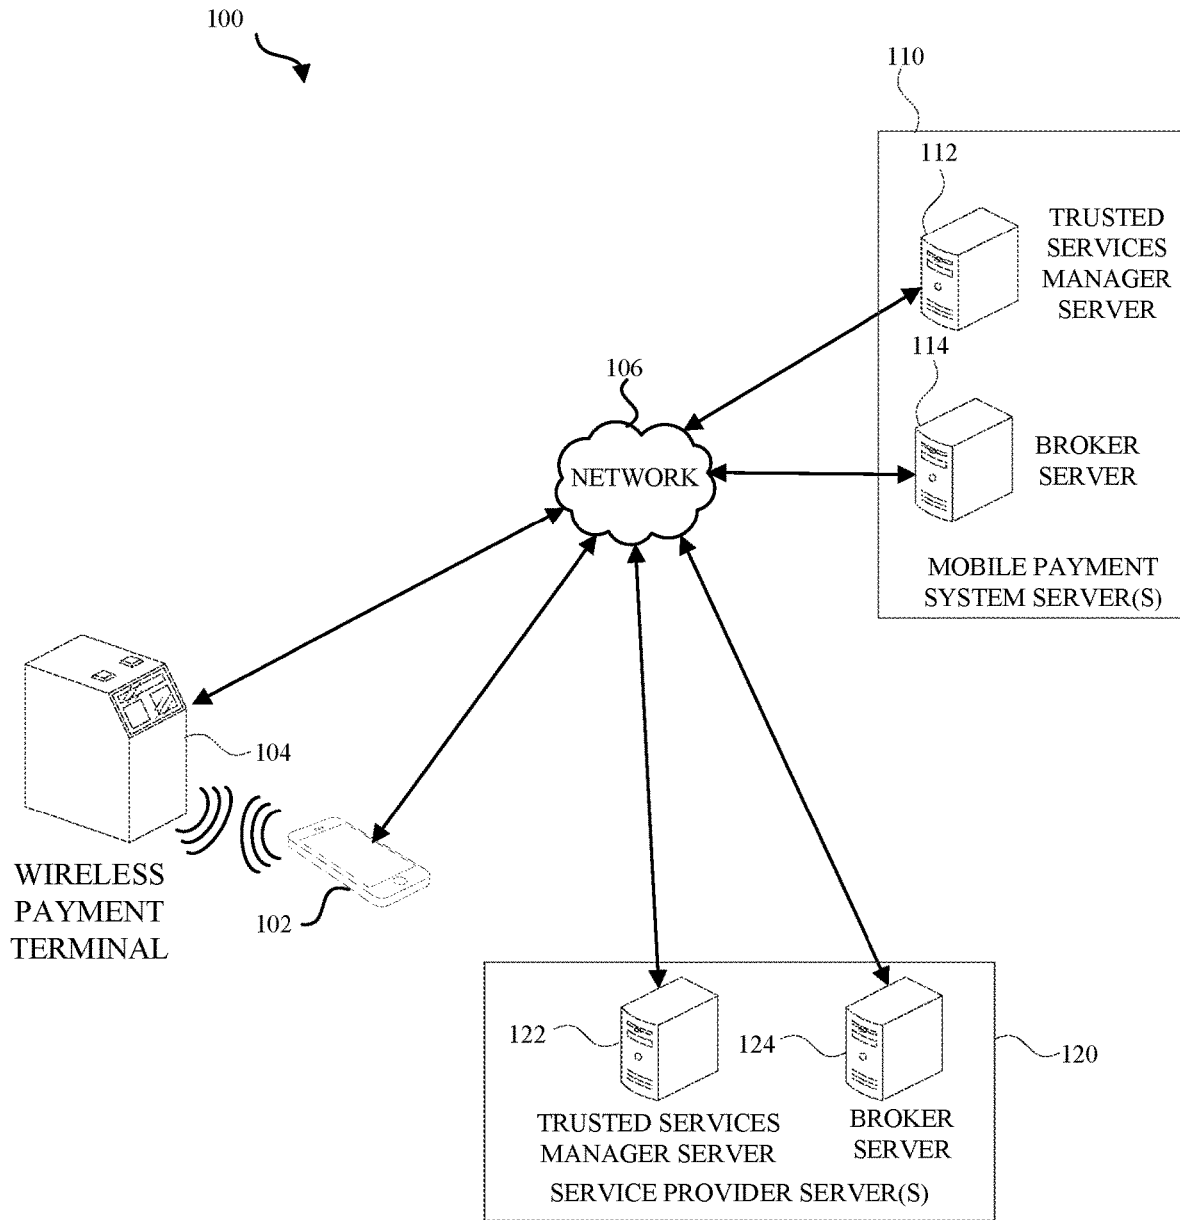 100
110
112
TRUSTED
SERVICES
MANAGER
SERVER
114
BROKER
SERVER
MOBILE PAYMENT
SYSTEM SERVER(S)
106
NETWORK
104
WIRELESS
PAYMENT
TERMINAL
102
122
TRUSTED SERVICES
MANAGER SERVER
124
BROKER
SERVER
120
SERVICE PROVIDER SERVER(S)